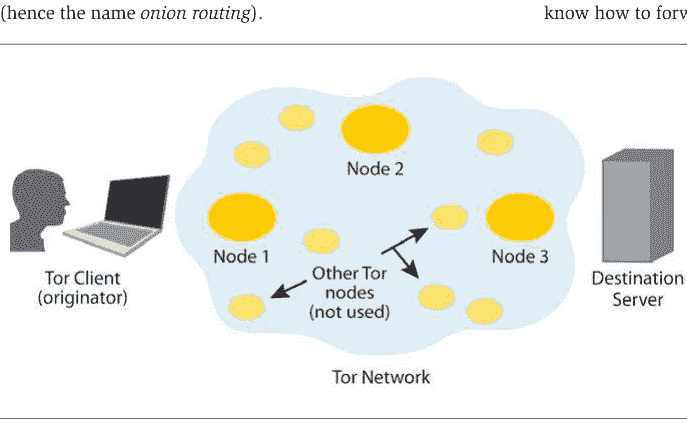 (hence the name onion routing).
know how to forw
Node 2
Node 1
Node 3
Other Tor
nodes
(not used)
Tor Client
(originator)
Destination
Server
Tor Network